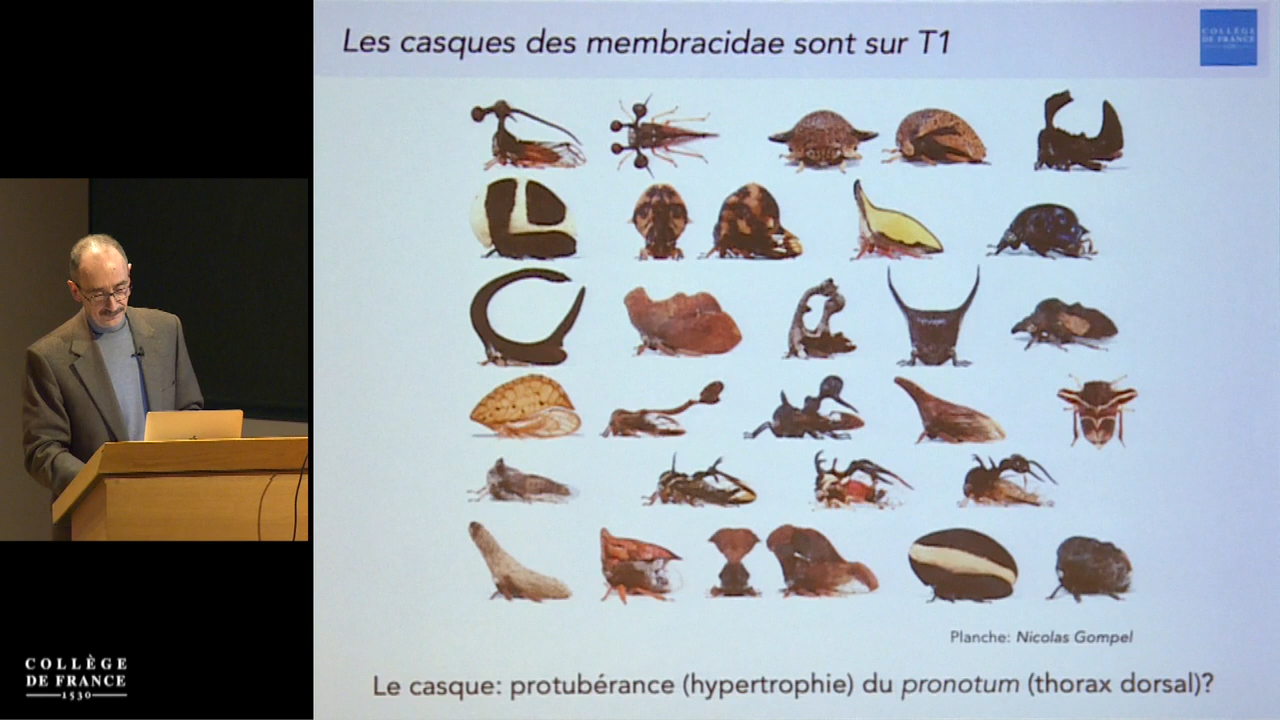 Les casques des membracidae sont sur T1
COLLÈGE
DE FRANCE
1530
Planche: Nicolas Gompel
COLLÈGE
DE FRANCE
1530
Le casque: protubérance (hypertrophie) du pronotum (thorax dorsal)?